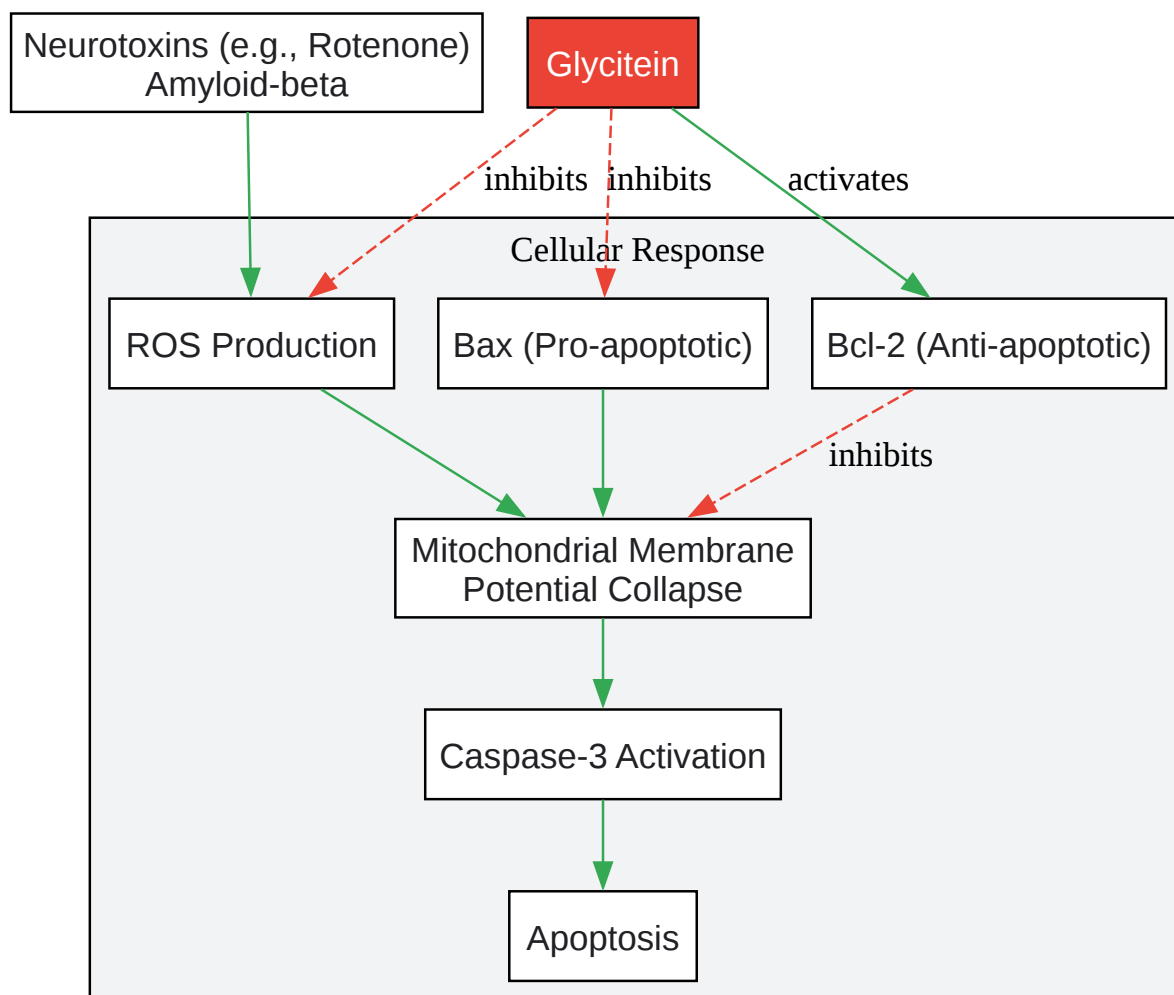 Neurotoxins (e.g., Rotenone)
Amyloid-beta
Glycitein
inhibits
inhibits
activates
Cellular Response
ROS Production
Bax (Pro-apoptotic)
Bcl-2 (Anti-apoptotic)
inhibits
Mitochondrial Membrane
Potential Collapse
Caspase-3 Activation
Apoptosis